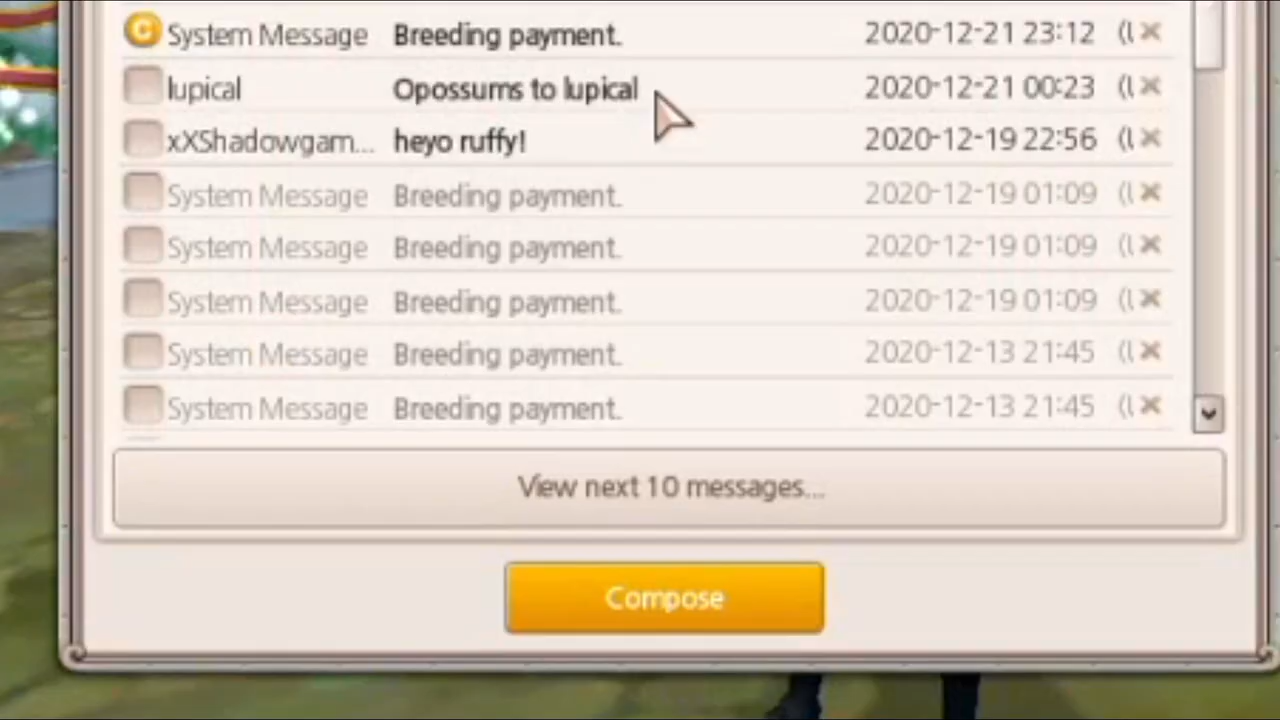 C System Message Breeding payment. 2020-12-21 23:12 (l
lupical Opossums to lupical 2020-12-21 00:23 (l
xXShadowgam... heyo ruffy! 2020-12-19 22:56 (l
System Message Breeding payment. 2020-12-19 01:09 (l
System Message Breeding payment. 2020-12-19 01:09 (l
System Message Breeding payment. 2020-12-19 01:09 (l
System Message Breeding payment. 2020-12-13 21:45 (l
System Message Breeding payment. 2020-12-13 21:45 (l
View next 10 messages...
Compose